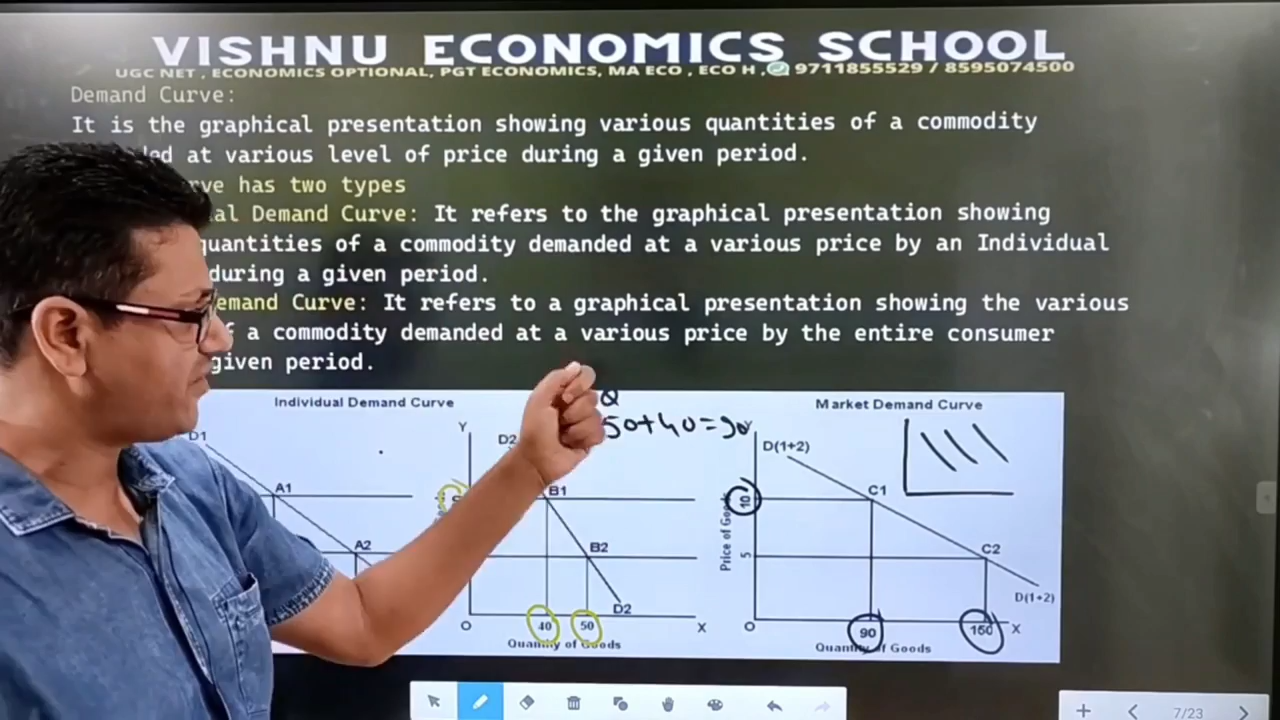 VISHNU ECONOMICS SCHOOL
UGC NET , ECONOMICS OPTIONAL, PGT ECONOMICS, MA ECO , ECO H , 9711855529 / 8595074500
Demand Curve:
It is the graphical presentation showing various quantities of a commodity
ed at various level of price during a given period.
rve has two types
al Demand Curve: It refers to the graphical presentation showing
quantities of a commodity demanded at a various price by an Individual
during a given period.
emand Curve: It refers to a graphical presentation showing the various
f a commodity demanded at a various price by the entire consumer
given period.
Individual Demand Curve
D1
A1
A2
Y
D2
B1
B2
D2
O
40
50
X
Quantity of Goods
Q
50+40=90
Market Demand Curve
Y
D(1+2)
10
C1
Price of Goods
5
C2
D(1+2)
O
90
150
X
Quantity of Goods
7/23